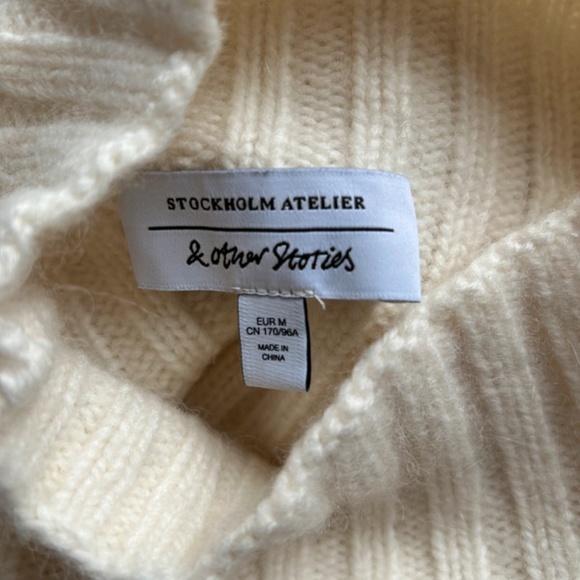 STOCKHOLM ATELIER
& other Stories
EUR M
CN 170/96A
MADE IN
CHINA